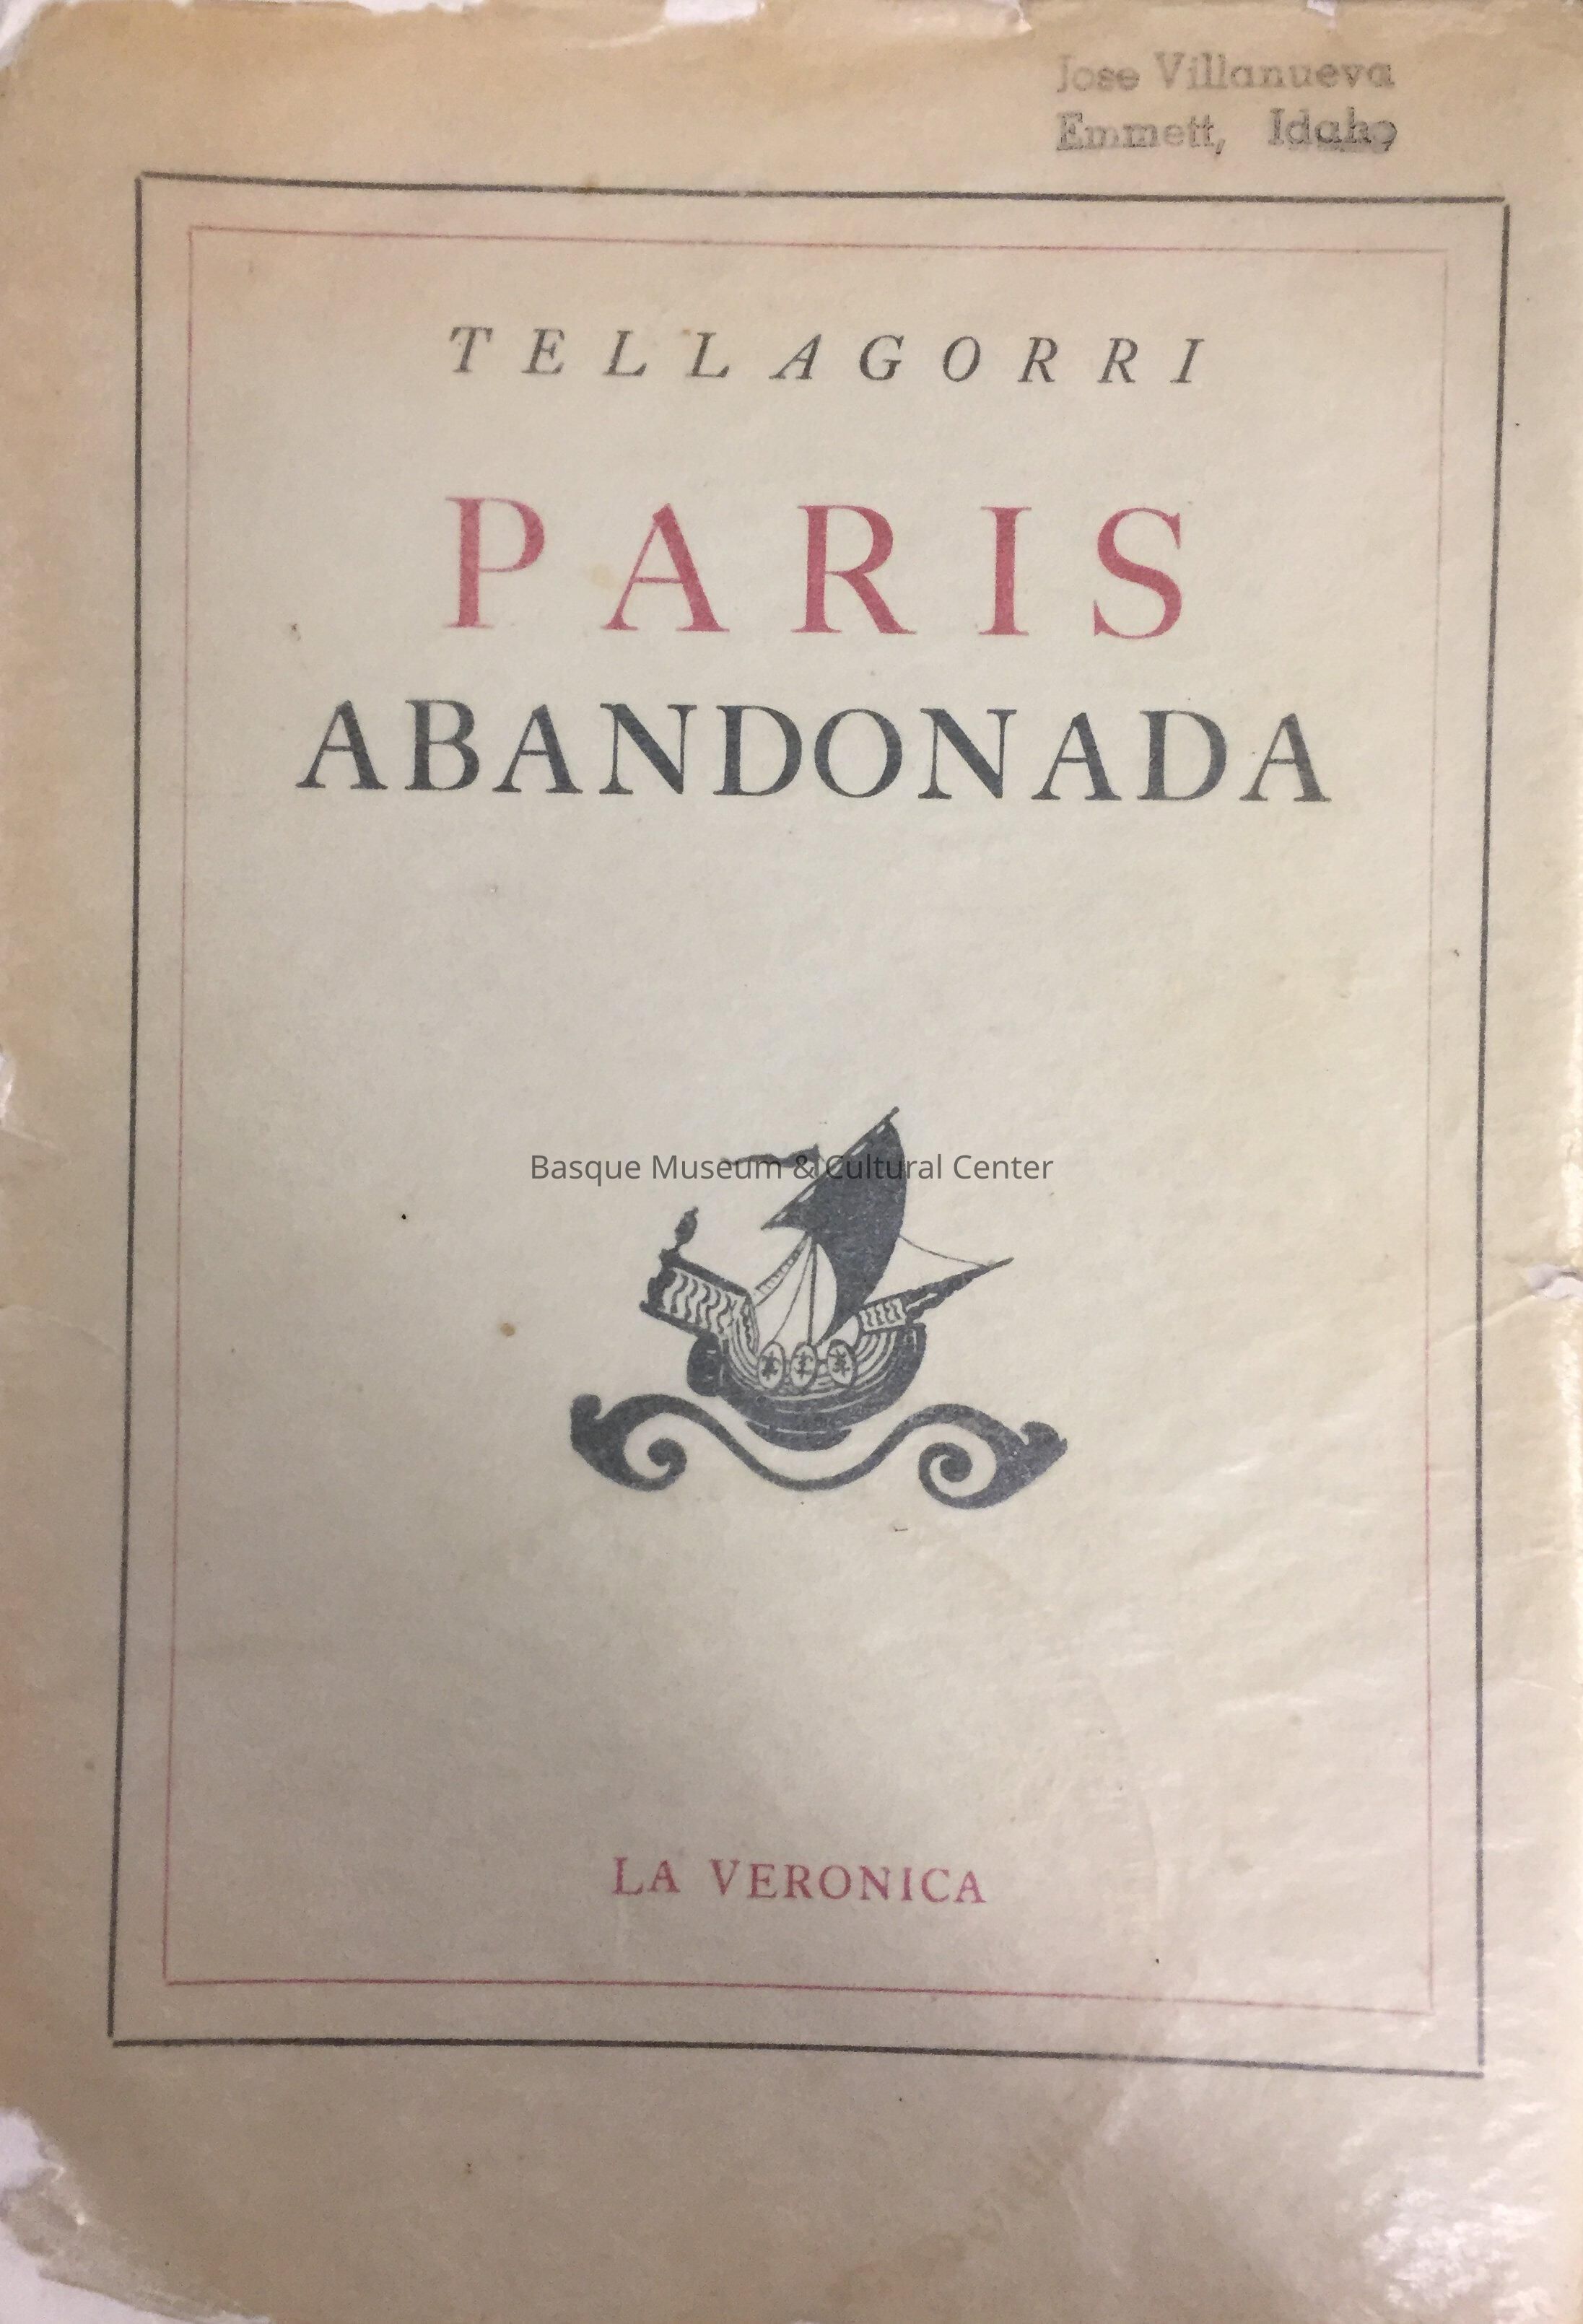 Jose Villanueva
Emmett, Idaho
TELLAGORRI
PARIS
ABANDONADA
Basque Museum & Cultural Center
LA VERONICA